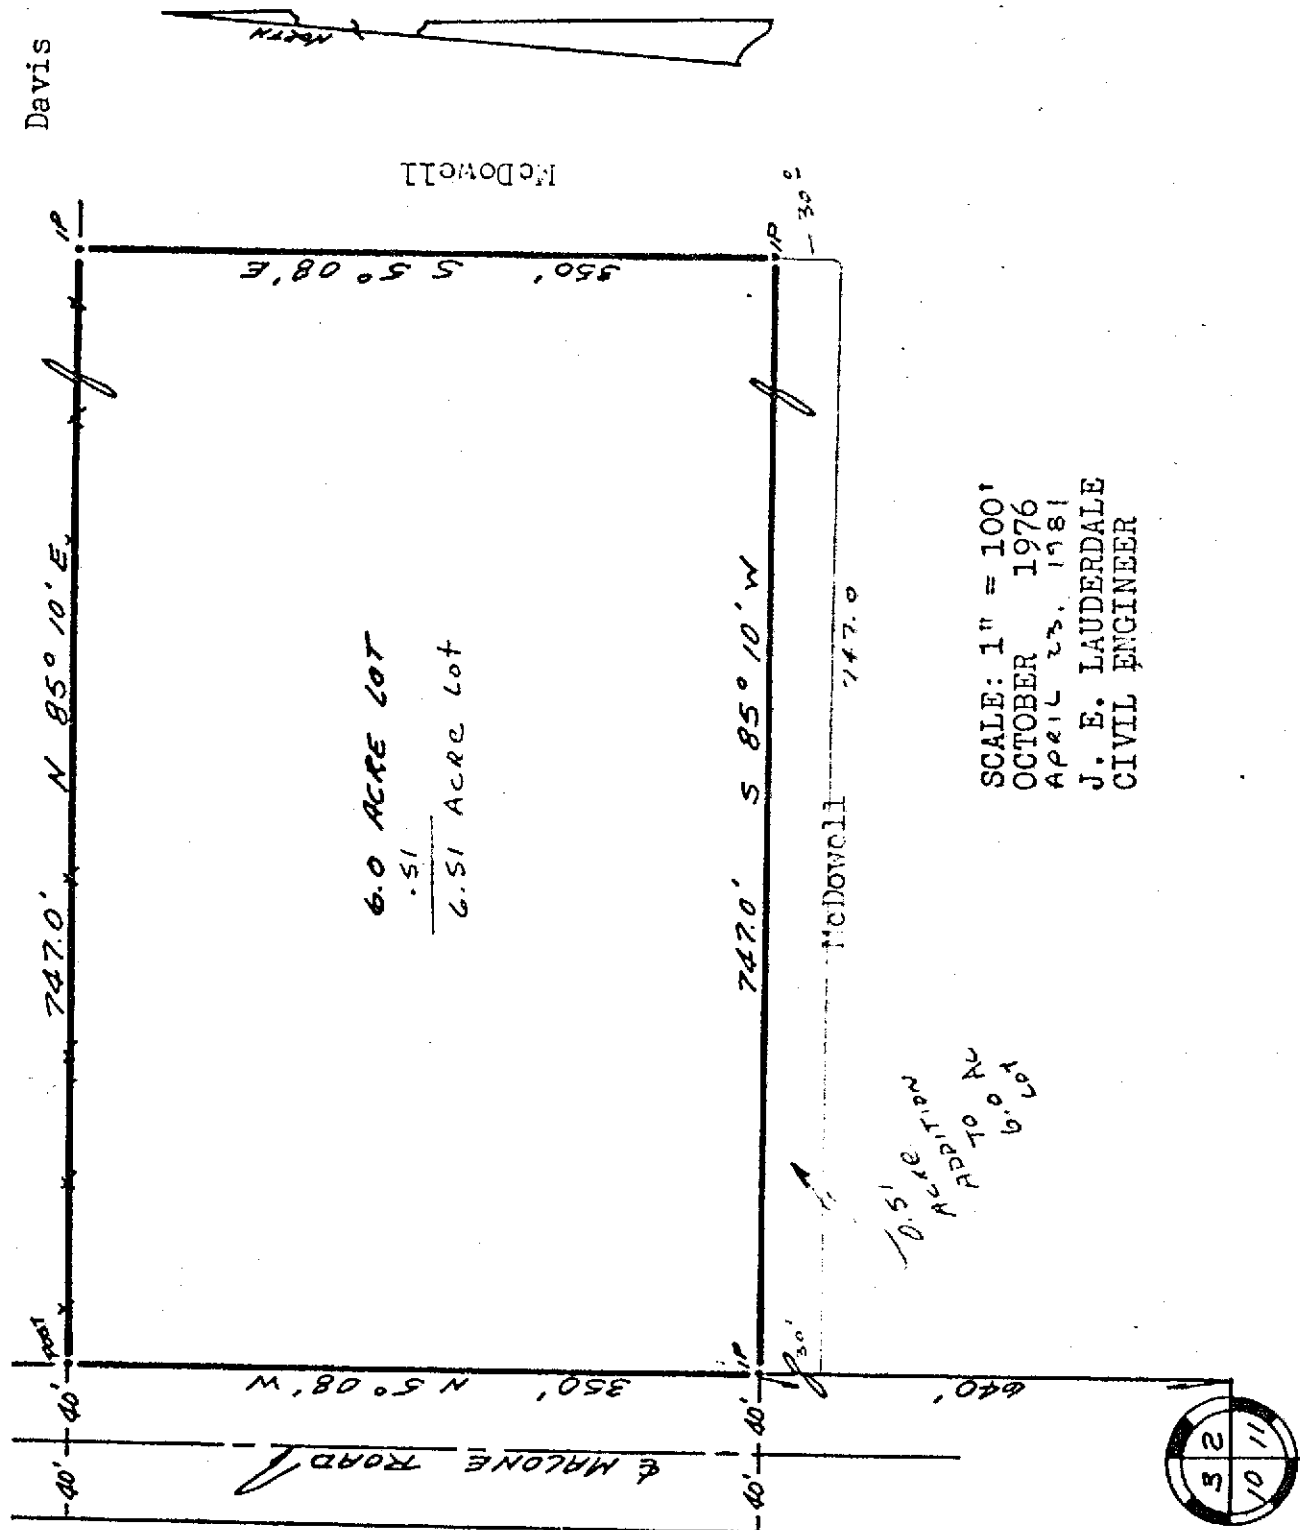 Davis
NORTH
McDowell
IP
S 5° 08' E
350'
IP
30°
747.0' N 85° 10' E
6.0 ACRE LOT
.51
6.51 ACRE Lot
747.0' S 85° 10' W
747.0
McDowell
0.51
ACRE
ADDITION
TO
6.0 AC
LOT
SCALE: 1" = 100'
OCTOBER 1976
APRIL 23, 1981
J. E. LAUDERDALE
CIVIL ENGINEER
POST
IP
30'
N 5° 08' W
350'
640'
40'
40'
40'
40'
℄ MALONE ROAD
3 2
10 11